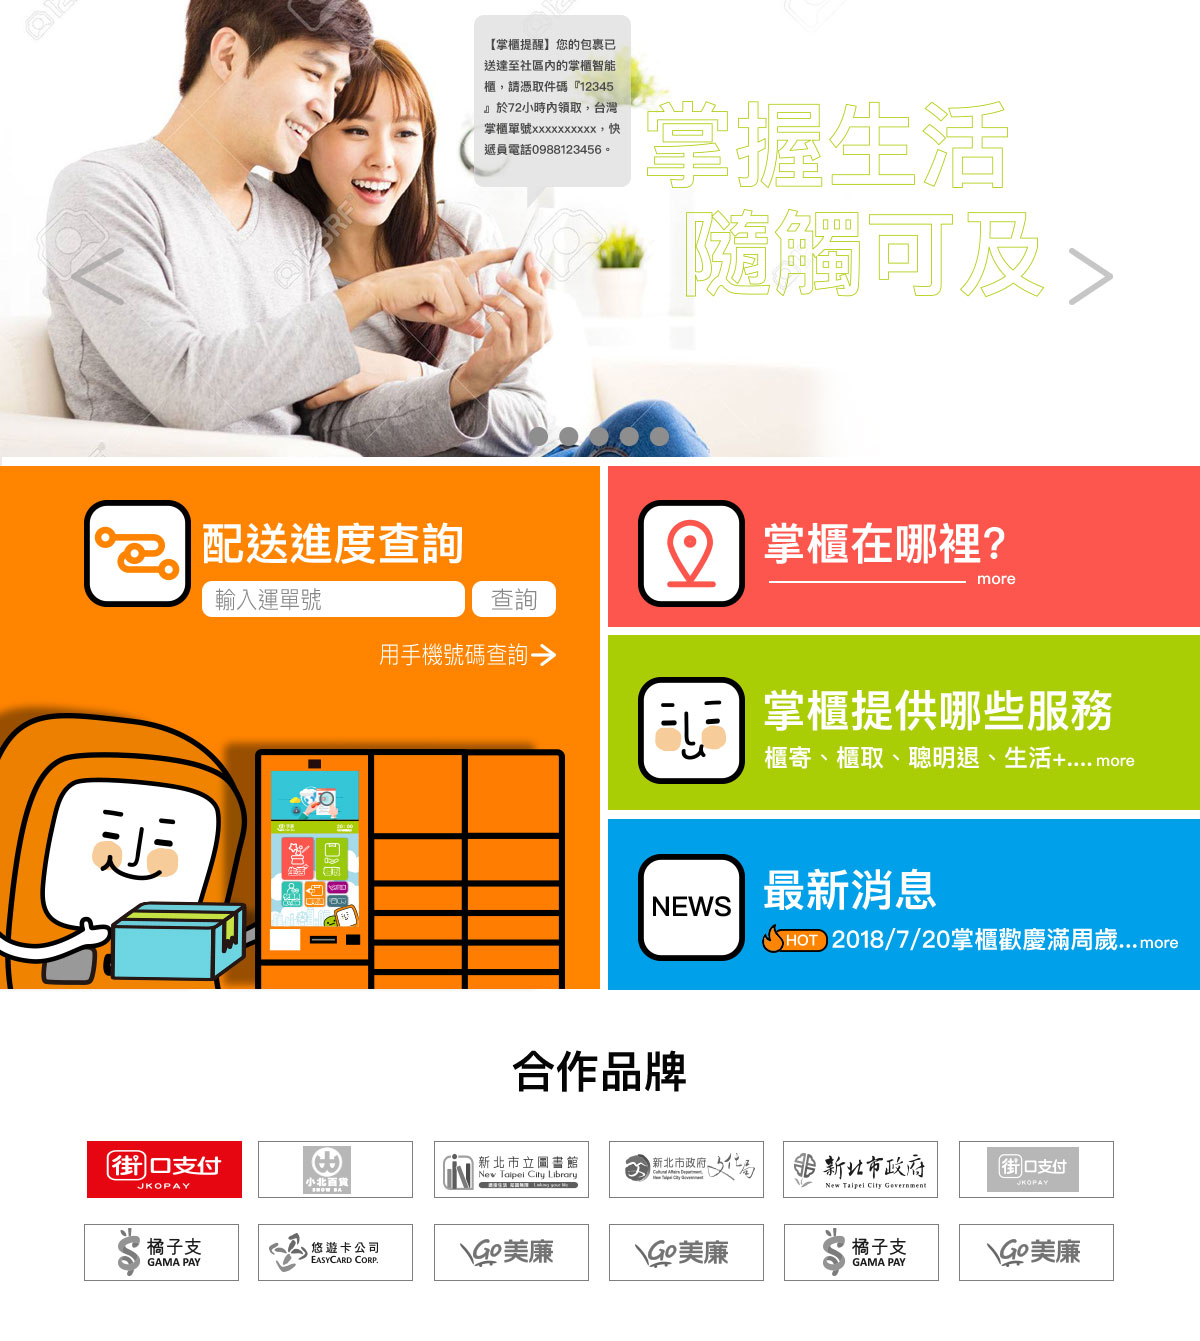 【掌櫃提醒】您的包裹已
送達至社區內的掌櫃智能
櫃，請憑取件碼『12345
』於72小時內領取，台灣
掌櫃單號xxxxxxxxxx，快
遞員電話0988123456。
掌握生活
隨觸可及
配送進度查詢
輸入運單號
查詢
用手機號碼查詢
掌櫃在哪裡?
more
掌櫃提供哪些服務
櫃寄、櫃取、聰明退、生活+.... more
NEWS
最新消息
HOT 2018/7/20掌櫃歡慶滿周歲...more
合作品牌
街口支付
JKOPAY
小北百貨
SHOW BA
新北市立圖書館
New Taipei City Library
Linking your life
新北市政府文化局
Cultural Affairs Department,
New Taipei City Government
新北市政府
New Taipei City Government
街口支付
JKOPAY
橘子支
GAMA PAY
悠遊卡公司
EASYCARD CORP.
Go美廉
Go美廉
橘子支
GAMA PAY
Go美廉